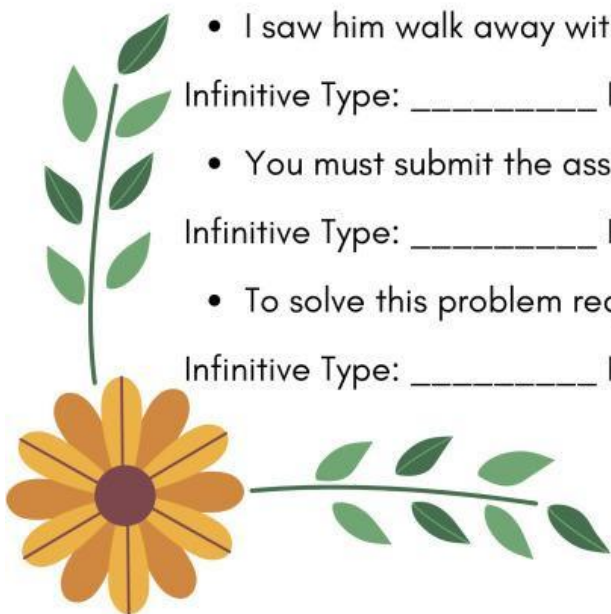 • I saw him walk away wit
Infinitive Type: _________
• You must submit the ass
Infinitive Type: _________
• To solve this problem
Infinitive Type: _________